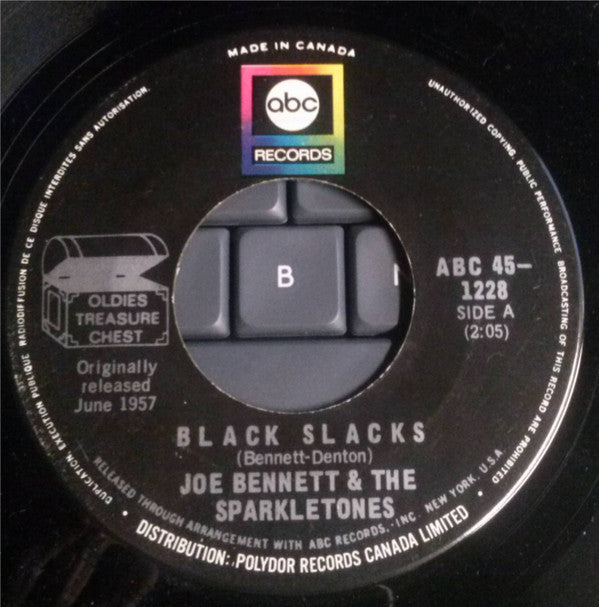 MADE IN CANADA
abc
RECORDS
DUPLICATION EXECUTION PUBLIQUE RADIODIFFUSION DE CE DISQUE INTERDITES SANS AUTORISATION.
UNAUTHORIZED COPYING, PUBLIC PERFORMANCE BROADCASTING OF THIS RECORD ARE PROHIBITED
OLDIES
TREASURE
CHEST
Originally
released
June 1957
B
ABC 45–
1228
SIDE A
(2:05)
BLACK SLACKS
(Bennett-Denton)
JOE BENNETT & THE
SPARKLETONES
RELEASED THROUGH ARRANGEMENT WITH ABC RECORDS, INC. NEW YORK, U.S.A.
• DISTRIBUTION: POLYDOR RECORDS CANADA LIMITED •